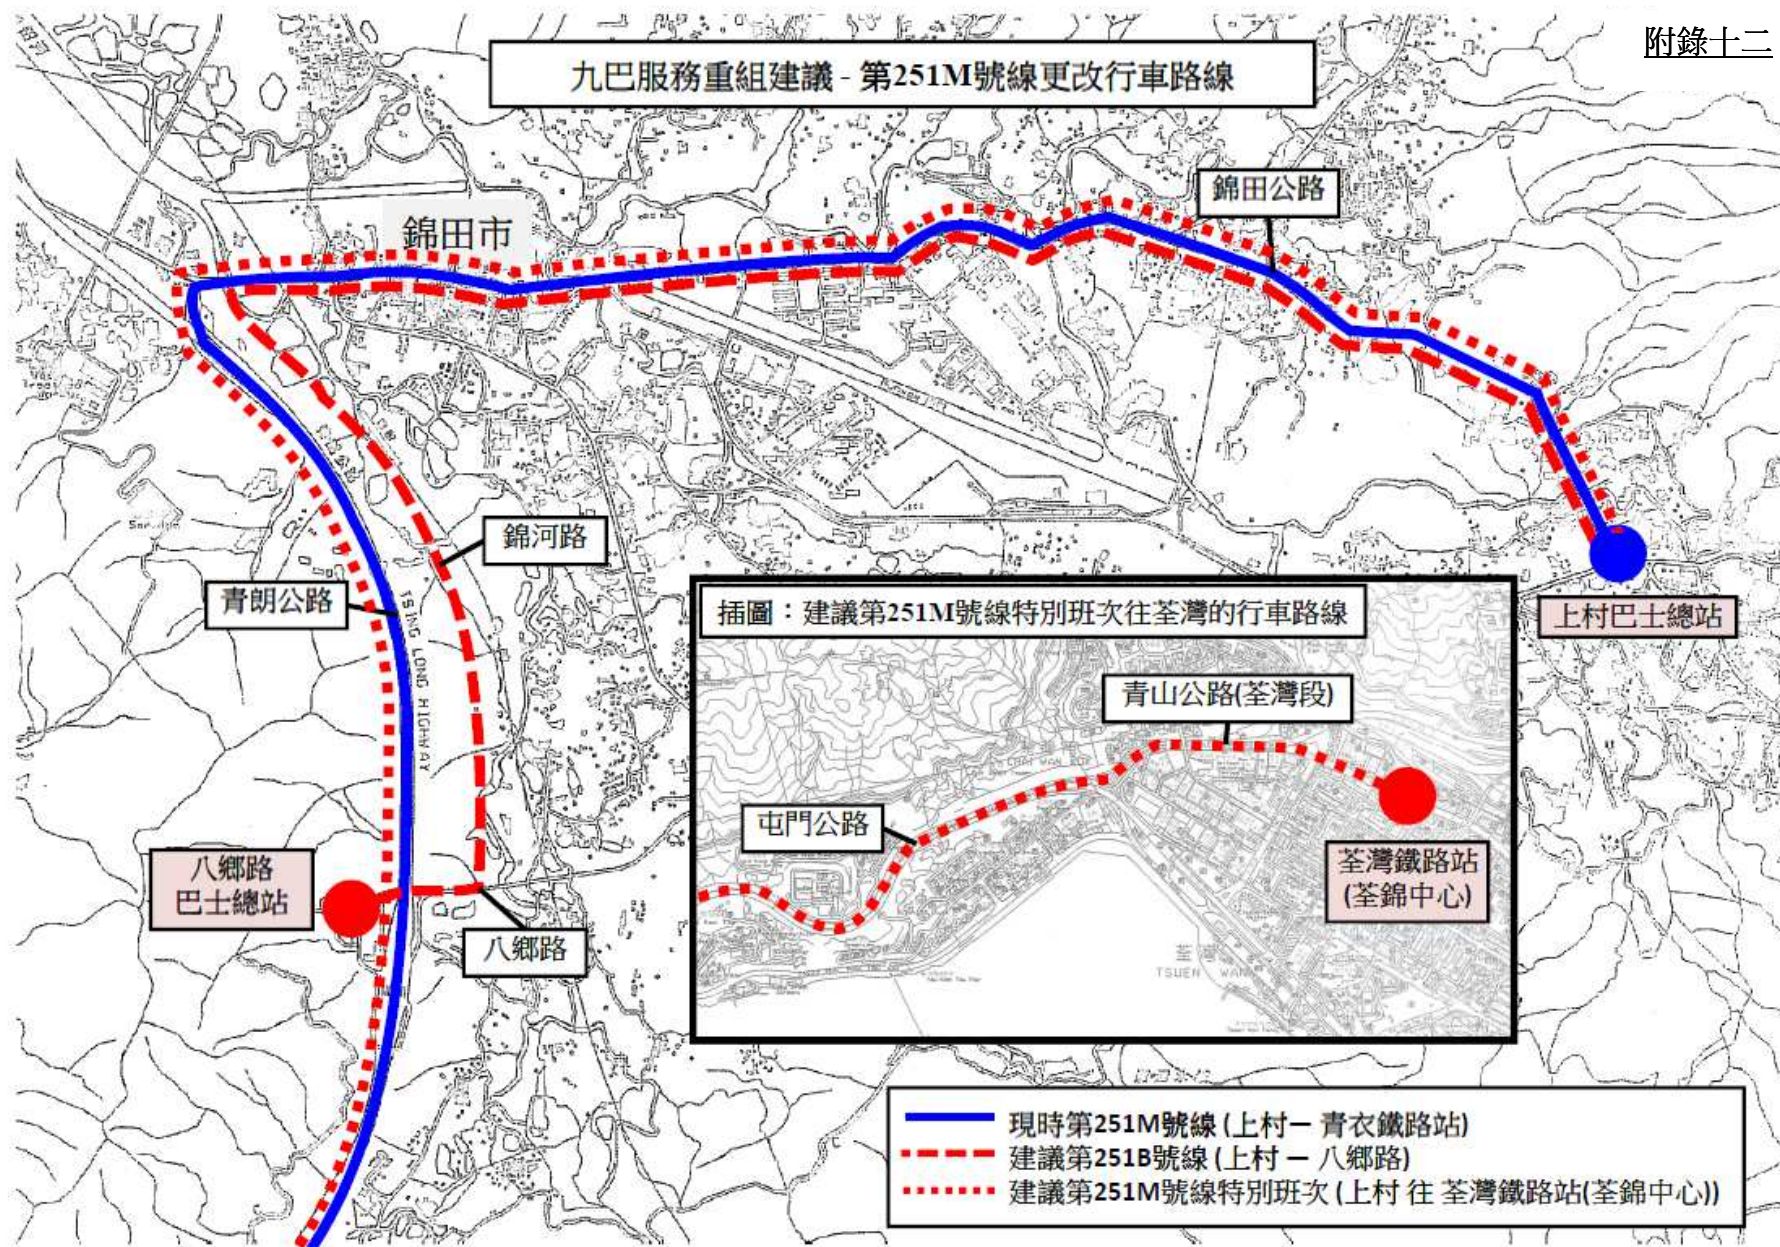 附錄十二
九巴服務重組建議 - 第251M號線更改行車路線
錦田公路
錦田市
錦河路
青朗公路
TSING LONG HIGHWAY
上村巴士總站
插圖：建議第251M號線特別班次往荃灣的行車路線
青山公路(荃灣段)
屯門公路
荃灣鐵路站
(荃錦中心)
荃灣
TSUEN WAN
八鄉路
巴士總站
八鄉路
現時第251M號線 (上村— 青衣鐵路站)
建議第251B號線 (上村 — 八鄉路)
建議第251M號線特別班次 (上村 往 荃灣鐵路站(荃錦中心))